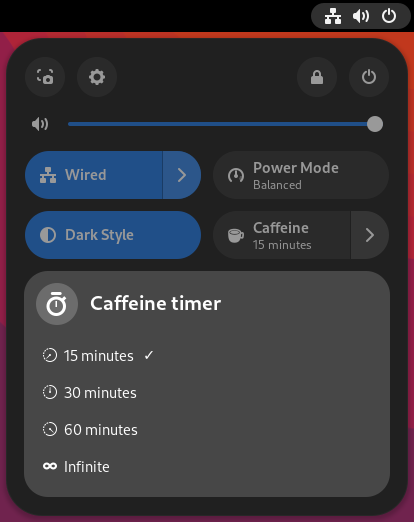 Wired
Power Mode
Balanced
Dark Style
Caffeine
15 minutes
Caffeine timer
15 minutes ✓
30 minutes
60 minutes
Infinite